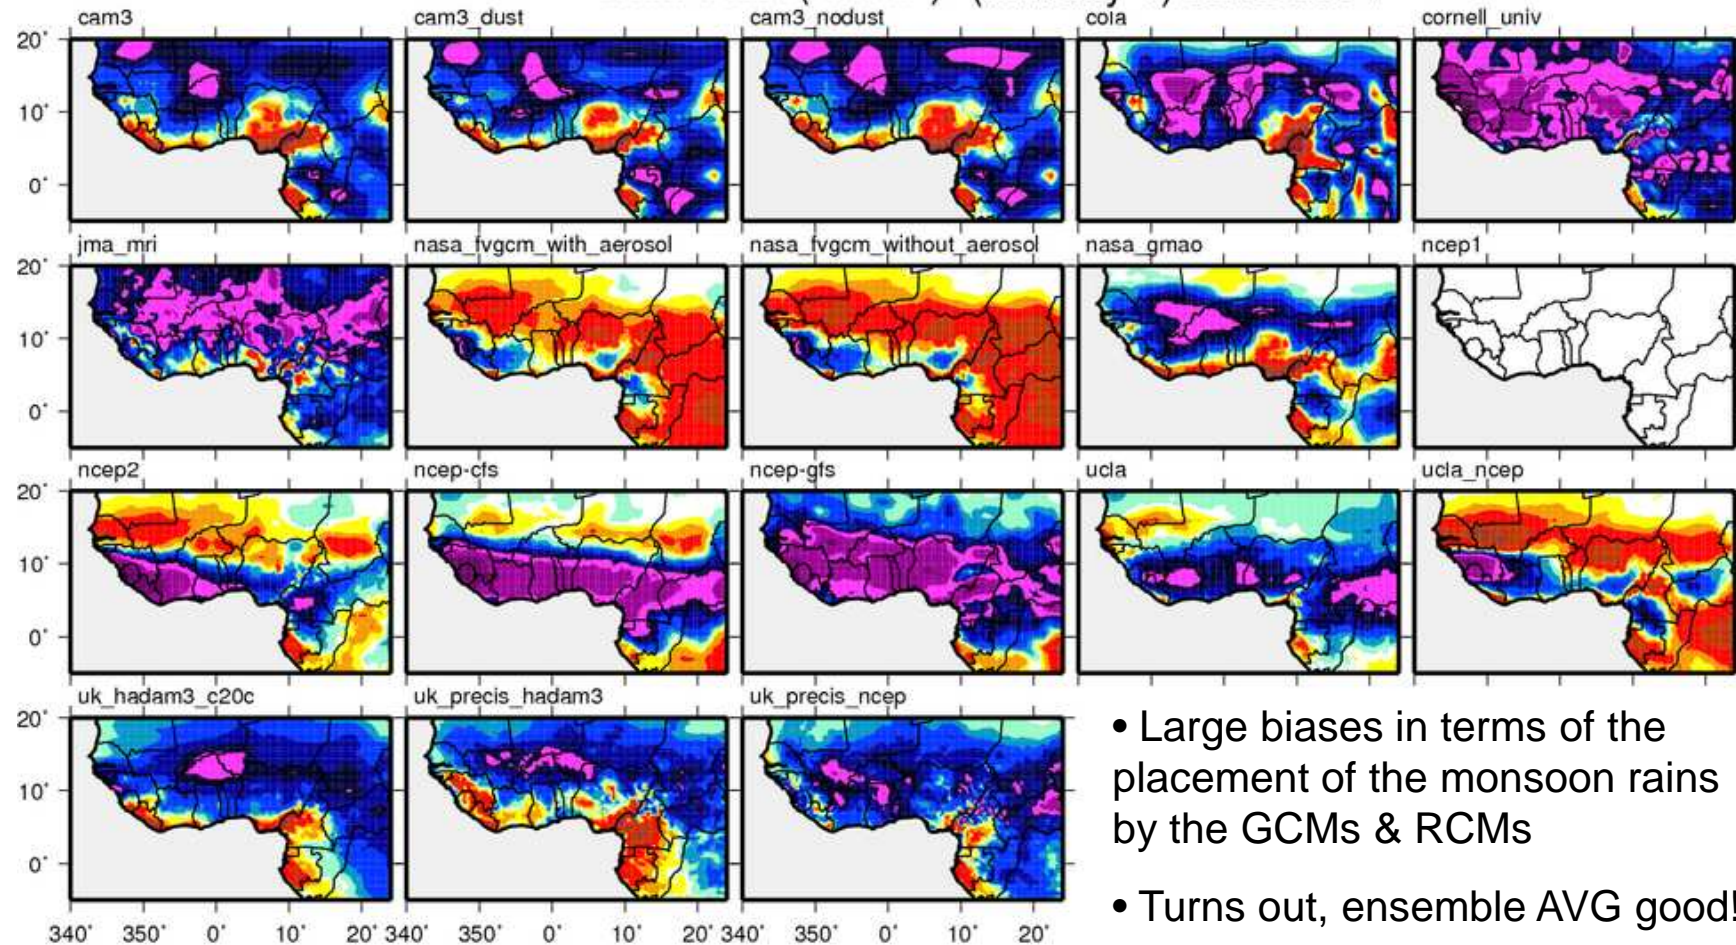 cam3 cam3_dust cam3_nodust cola cornell_univ
20°
10°
0°
jma_mri nasa_fvgcm_with_aerosol nasa_fvgcm_without_aerosol nasa_gmao ncep1
20°
10°
0°
ncep2 ncep-cfs ncep-gfs ucla ucla_ncep
20°
10°
0°
uk_hadam3_c20c uk_precis_hadam3 uk_precis_ncep
20°
10°
0°
340° 350° 0° 10° 20° 340° 350° 0° 10° 20° 340° 350° 0° 10° 20°
• Large biases in terms of the
placement of the monsoon rains
by the GCMs & RCMs
• Turns out, ensemble AVG good!